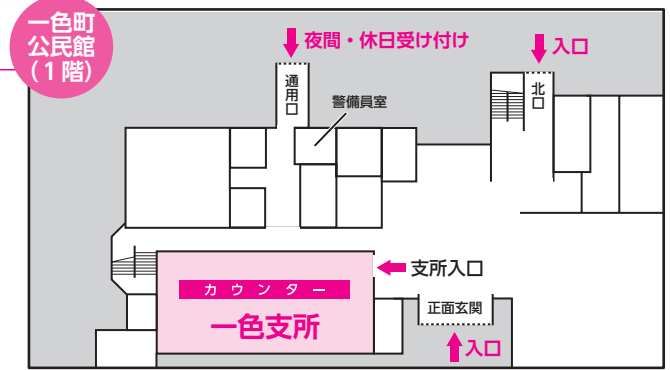 一色町
公民館
（1階）
夜間・休日受け付け
入口
通用口
北口
警備員室
支所入口
カウンター
一色支所
正面玄関
入口